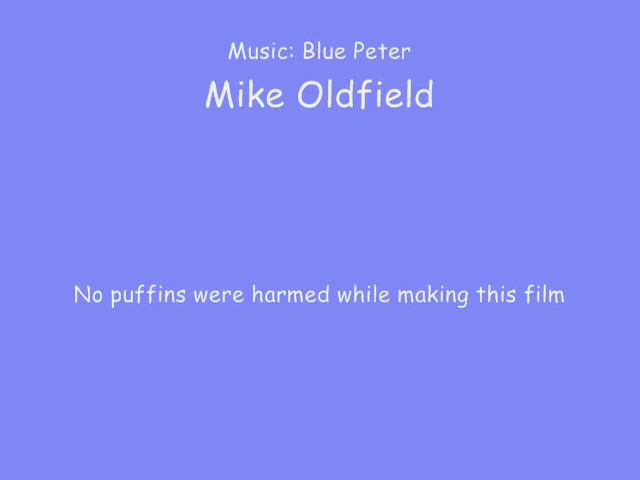 Music: Blue Peter
Mike Oldfield
No puffins were harmed while making this film